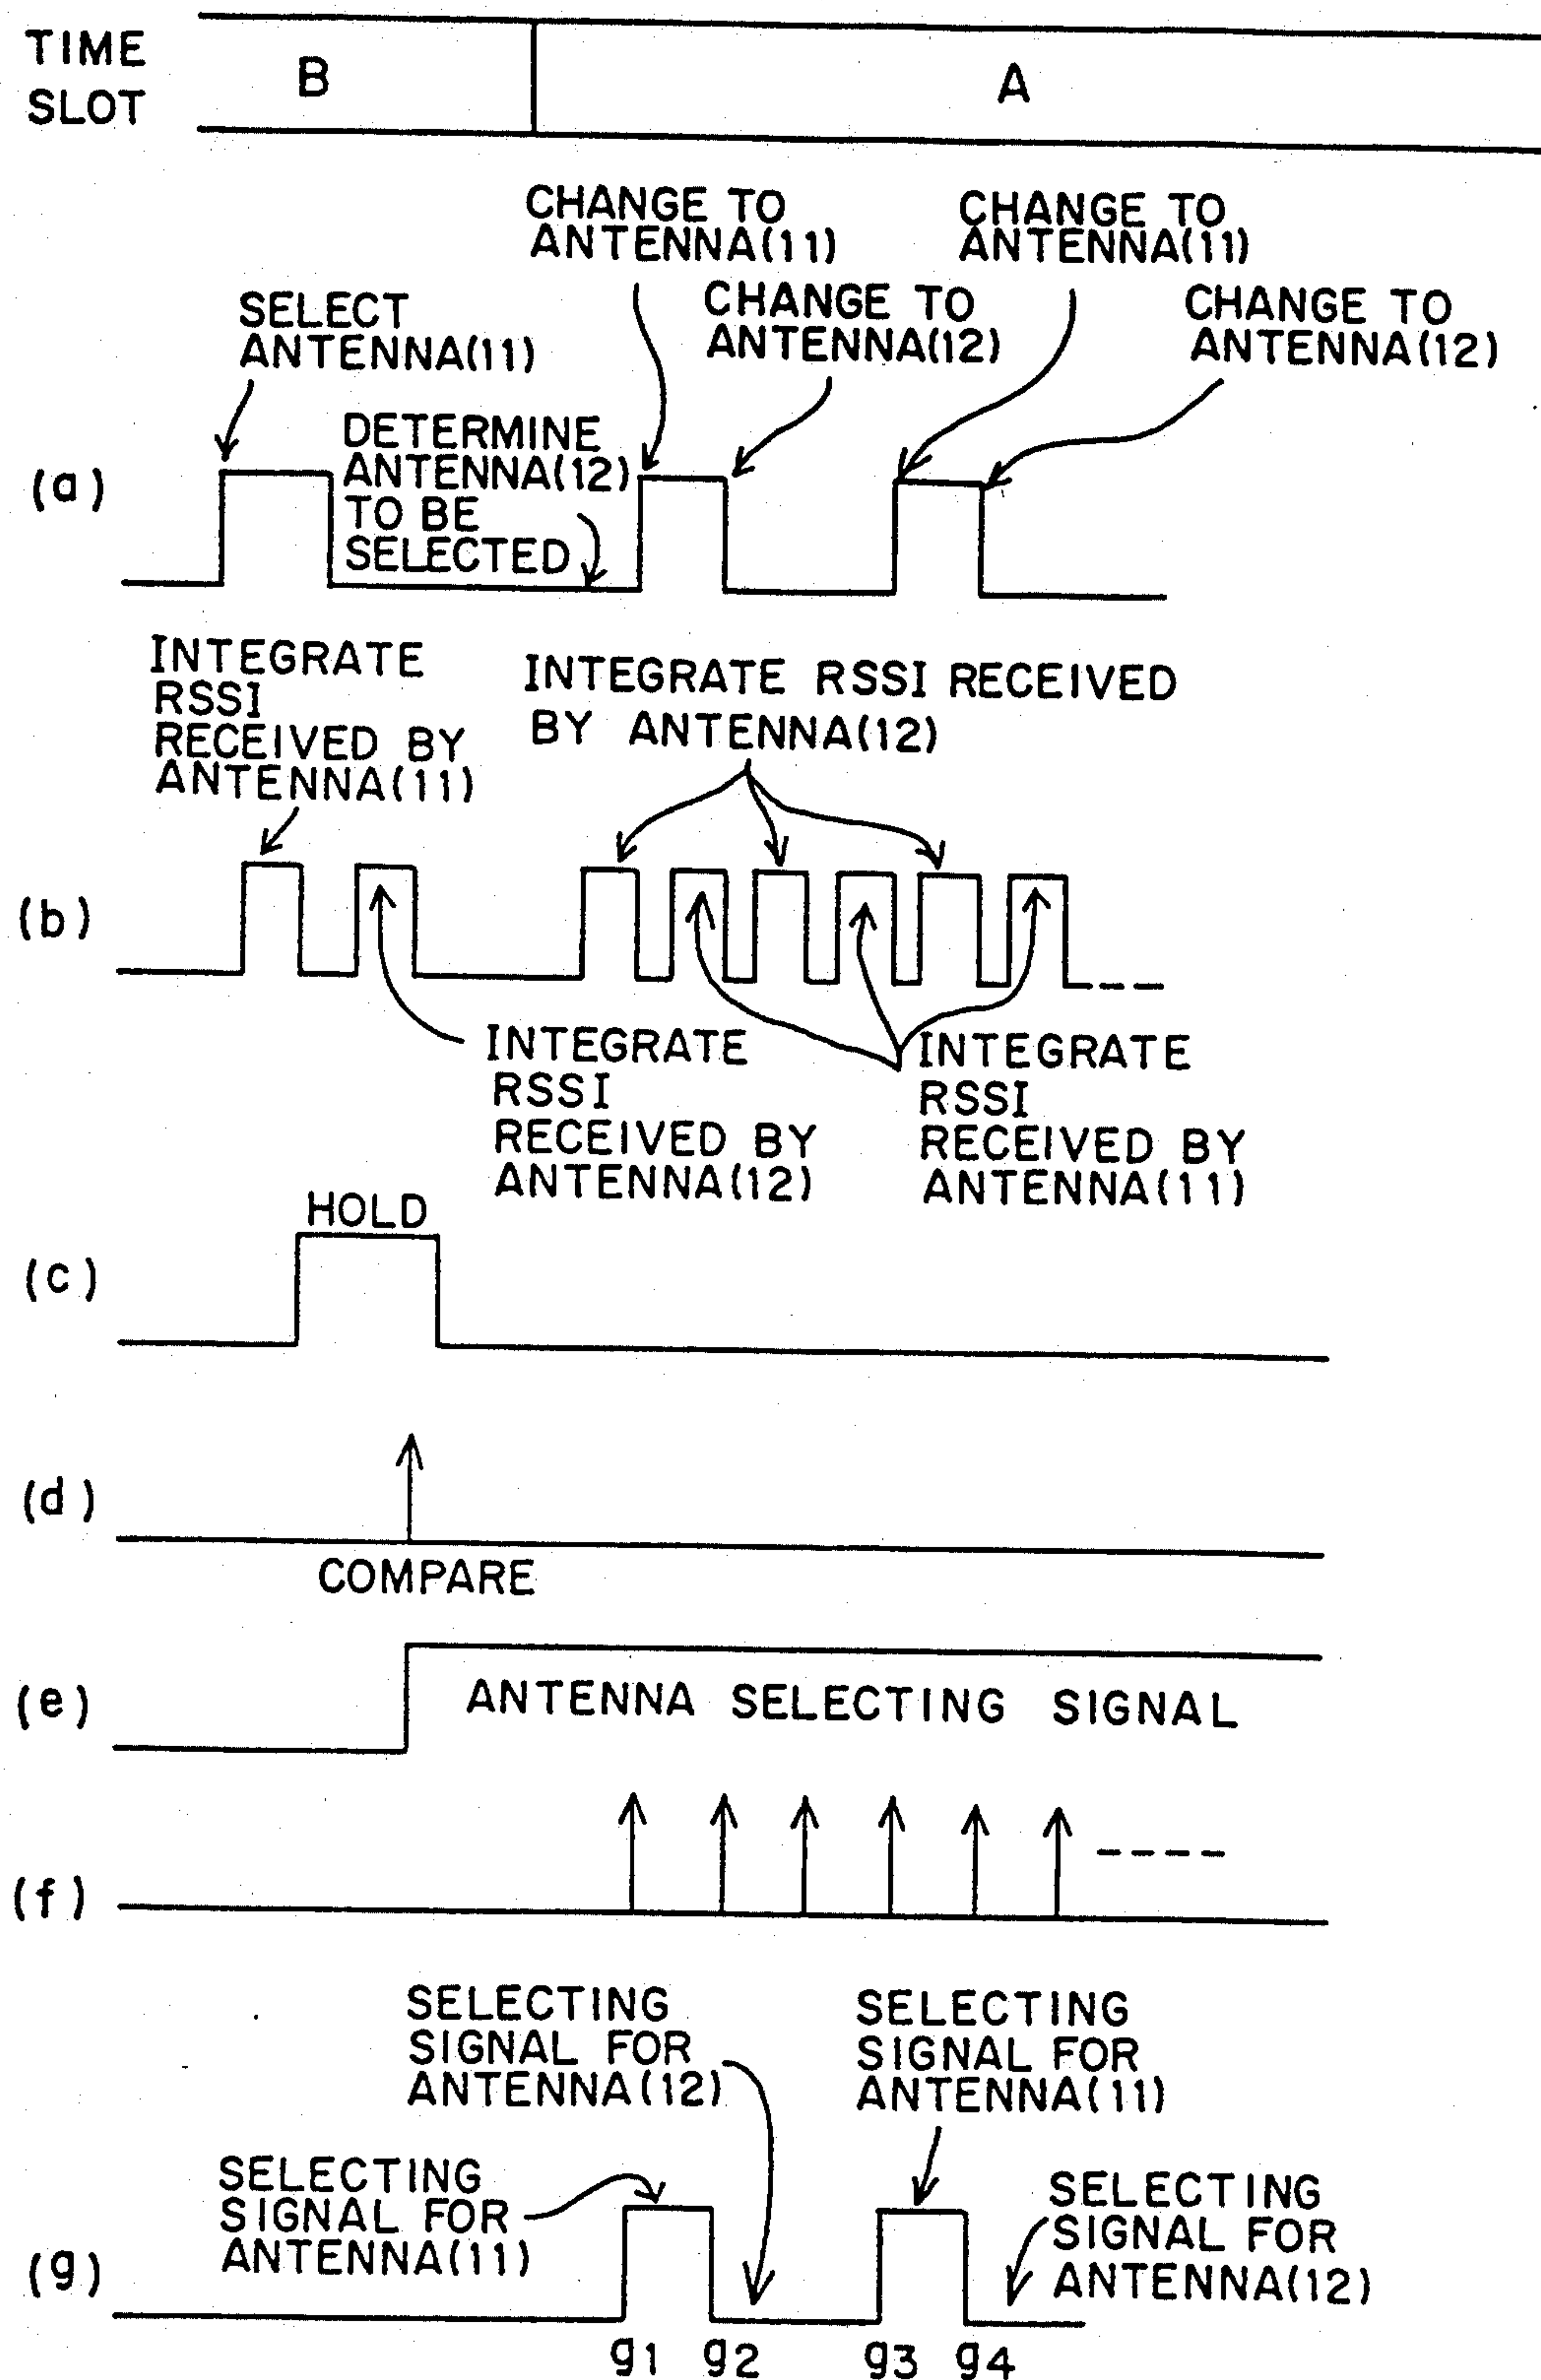 TIME
SLOT
B
A
CHANGE TO
ANTENNA(11)
CHANGE TO
ANTENNA(11)
SELECT
ANTENNA(11)
CHANGE TO
ANTENNA(12)
CHANGE TO
ANTENNA(12)
(a)
DETERMINE
ANTENNA(12)
TO BE
SELECTED
INTEGRATE
RSSI
RECEIVED BY
ANTENNA(11)
INTEGRATE RSSI RECEIVED
BY ANTENNA(12)
(b)
INTEGRATE
RSSI
RECEIVED BY
ANTENNA(12)
INTEGRATE
RSSI
RECEIVED BY
ANTENNA(11)
HOLD
(c)
(d)
COMPARE
(e)
ANTENNA SELECTING SIGNAL
(f)
SELECTING
SIGNAL FOR
ANTENNA(12)
SELECTING
SIGNAL FOR
ANTENNA(11)
SELECTING
SIGNAL FOR
ANTENNA(11)
SELECTING
SIGNAL FOR
ANTENNA(12)
(g)
g1 g2 g3 g4